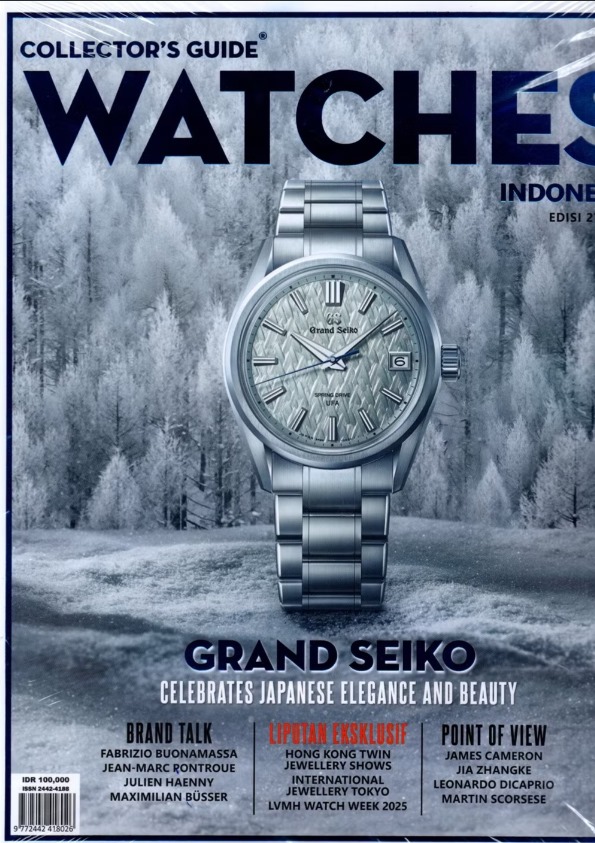 COLLECTOR'S GUIDE®
WATCHES
INDONE
EDISI 2
Grand Seiko
6
SPRING DRIVE
UFA
GRAND SEIKO
CELEBRATES JAPANESE ELEGANCE AND BEAUTY
BRAND TALK
FABRIZIO BUONAMASSA
JEAN-MARC PONTROUE
JULIEN HAENNY
MAXIMILIAN BÜSSER
LIPUTAN EKSKLUSIF
HONG KONG TWIN
JEWELLERY SHOWS
INTERNATIONAL
JEWELLERY TOKYO
LVMH WATCH WEEK 2025
POINT OF VIEW
JAMES CAMERON
JIA ZHANGKE
LEONARDO DICAPRIO
MARTIN SCORSESE
IDR 100,000
ISSN 2442-4188
9 772442 418026